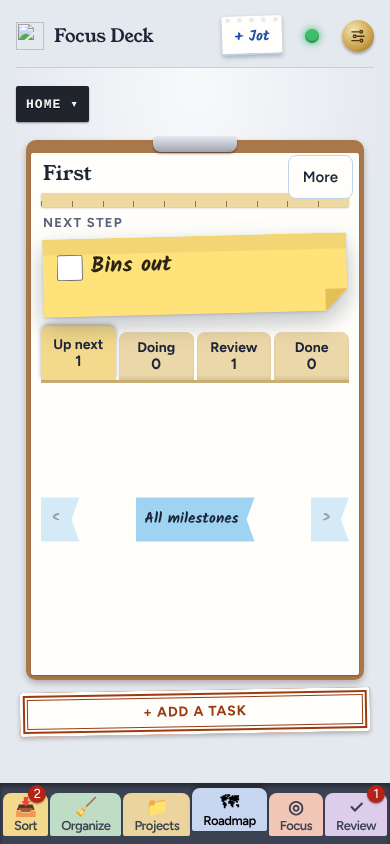 Focus Deck
+ Jot
HOME ▾
First
More
NEXT STEP
Bins out
Up next
1
Doing
0
Review
1
Done
0
<
All milestones
>
+ ADD A TASK
2
Sort
Organize
Projects
Roadmap
Focus
1
Review